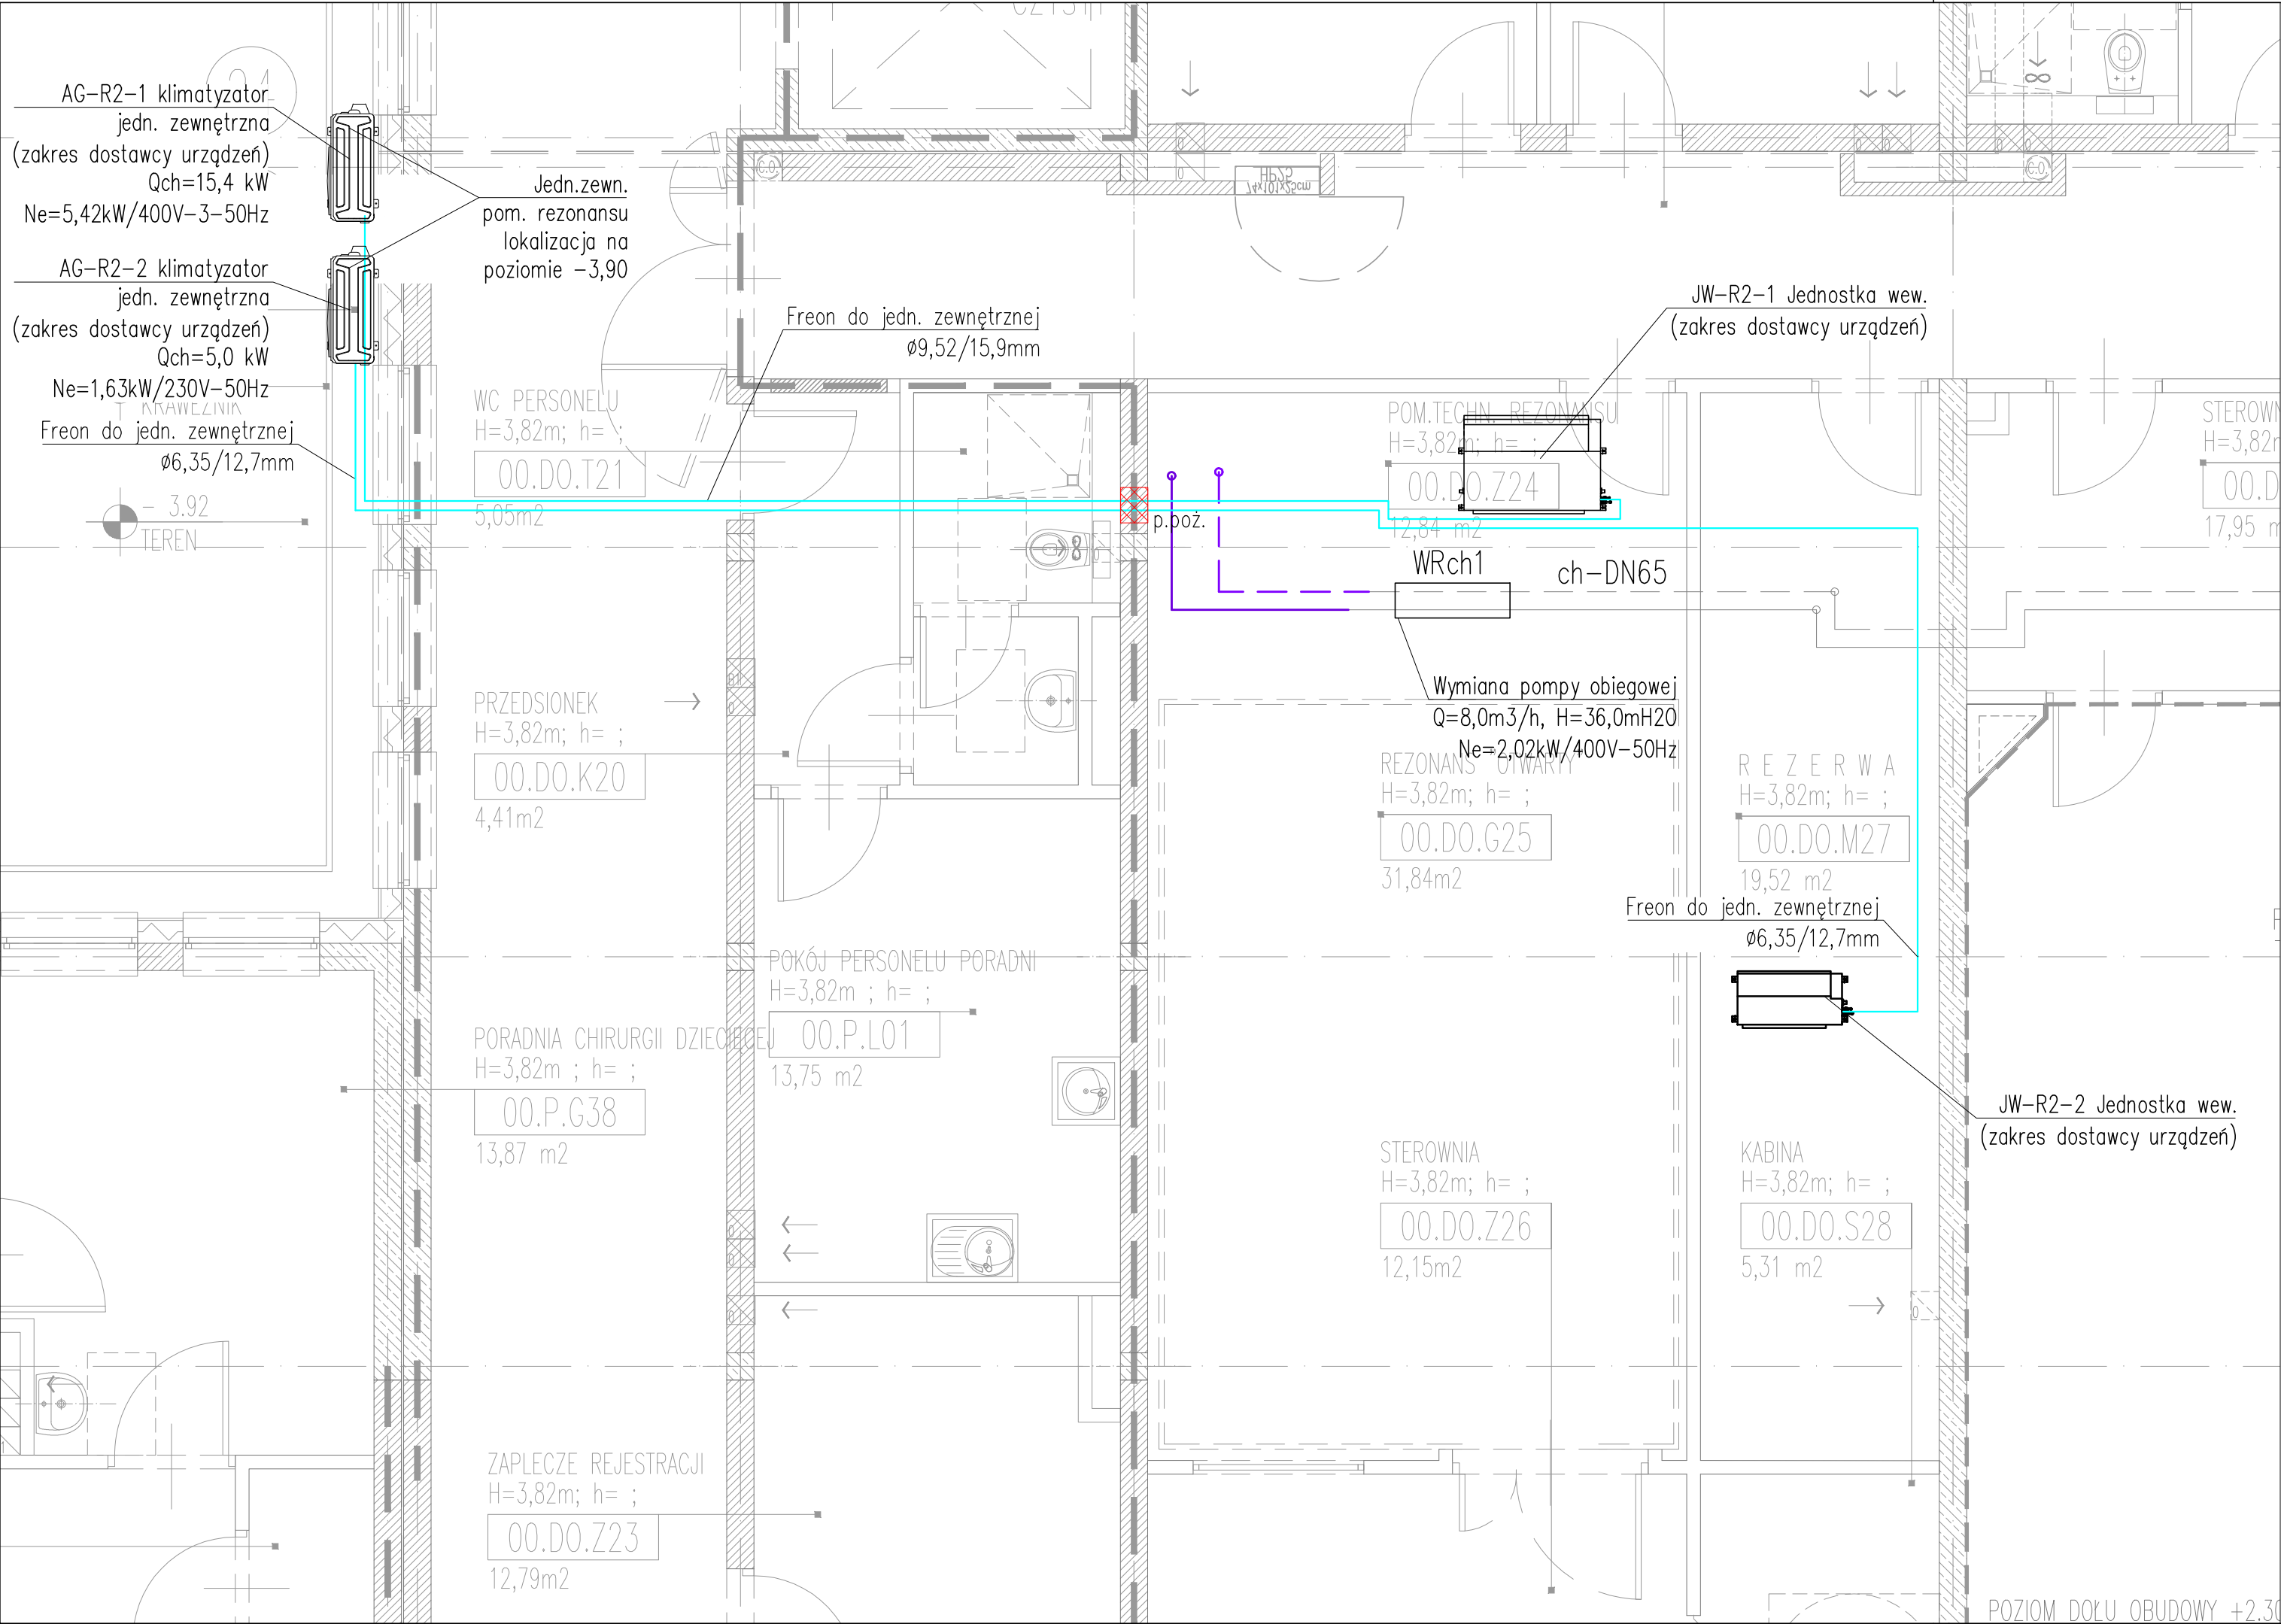 AG-R2-1 klimatyzator
jedn. zewnętrzna
(zakres dostawcy urządzeń)
Qch=15,4 kW
Ne=5,42kW/400V-3-50Hz
AG-R2-2 klimatyzator
jedn. zewnętrzna
(zakres dostawcy urządzeń)
Qch=5,0 kW
Ne=1,63kW/230V-50Hz
KRAWĘŻNIK
Freon do jedn. zewnętrznej
ø6,35/12,7mm
- 3.92
TEREN
Jedn.zewn.
pom. rezonansu
lokalizacja na
poziomie -3,90
Freon do jedn. zewnętrznej
ø9,52/15,9mm
C.O.
HP25
74x101x25cm
C.O.
JW-R2-1 Jednostka wew.
(zakres dostawcy urządzeń)
WC PERSONELU
H=3,82m; h= ;
00.DO.T21
5,05m2
POM.TECHN. REZONANSU
H=3,82m; h= ;
00.DO.Z24
12,84 m2
p.poż.
WRch1
ch-DN65
Wymiana pompy obiegowej
Q=8,0m3/h, H=36,0mH2O
Ne=2,02kW/400V-50Hz
PRZEDSIONEK
H=3,82m; h= ;
00.DO.K20
4,41m2
REZONANS OTWARTY
H=3,82m; h= ;
00.DO.G25
31,84m2
R E Z E R W A
H=3,82m; h= ;
00.DO.M27
19,52 m2
Freon do jedn. zewnętrznej
ø6,35/12,7mm
POKÓJ PERSONELU PORADNI
H=3,82m ; h= ;
00.P.L01
13,75 m2
PORADNIA CHIRURGII DZIECIĘCEJ
H=3,82m ; h= ;
00.P.G38
13,87 m2
JW-R2-2 Jednostka wew.
(zakres dostawcy urządzeń)
STEROWNIA
H=3,82m; h= ;
00.DO.Z26
12,15m2
KABINA
H=3,82m; h= ;
00.DO.S28
5,31 m2
ZAPLECZE REJESTRACJI
H=3,82m; h= ;
00.DO.Z23
12,79m2
17,95
POZIOM DOŁU OBUDOWY